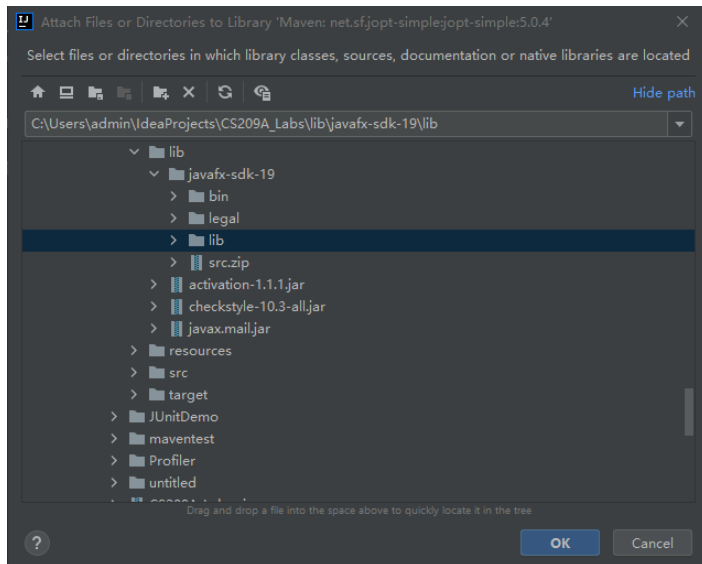 Attach Files or Directories to Library 'Maven: net.sf.jopt-simple:jopt-simple:5.0.4'
Select files or directories in which library classes, sources, documentation or native libraries are located
Hide path
C:\Users\admin\IdeaProjects\CS209A_Labs\lib\javafx-sdk-19\lib
lib
javafx-sdk-19
bin
legal
lib
src.zip
activation-1.1.1.jar
checkstyle-10.3-all.jar
javax.mail.jar
resources
src
target
JUnitDemo
maventest
Profiler
untitled
Drag and drop a file into the space above to quickly locate it in the tree
?
OK
Cancel